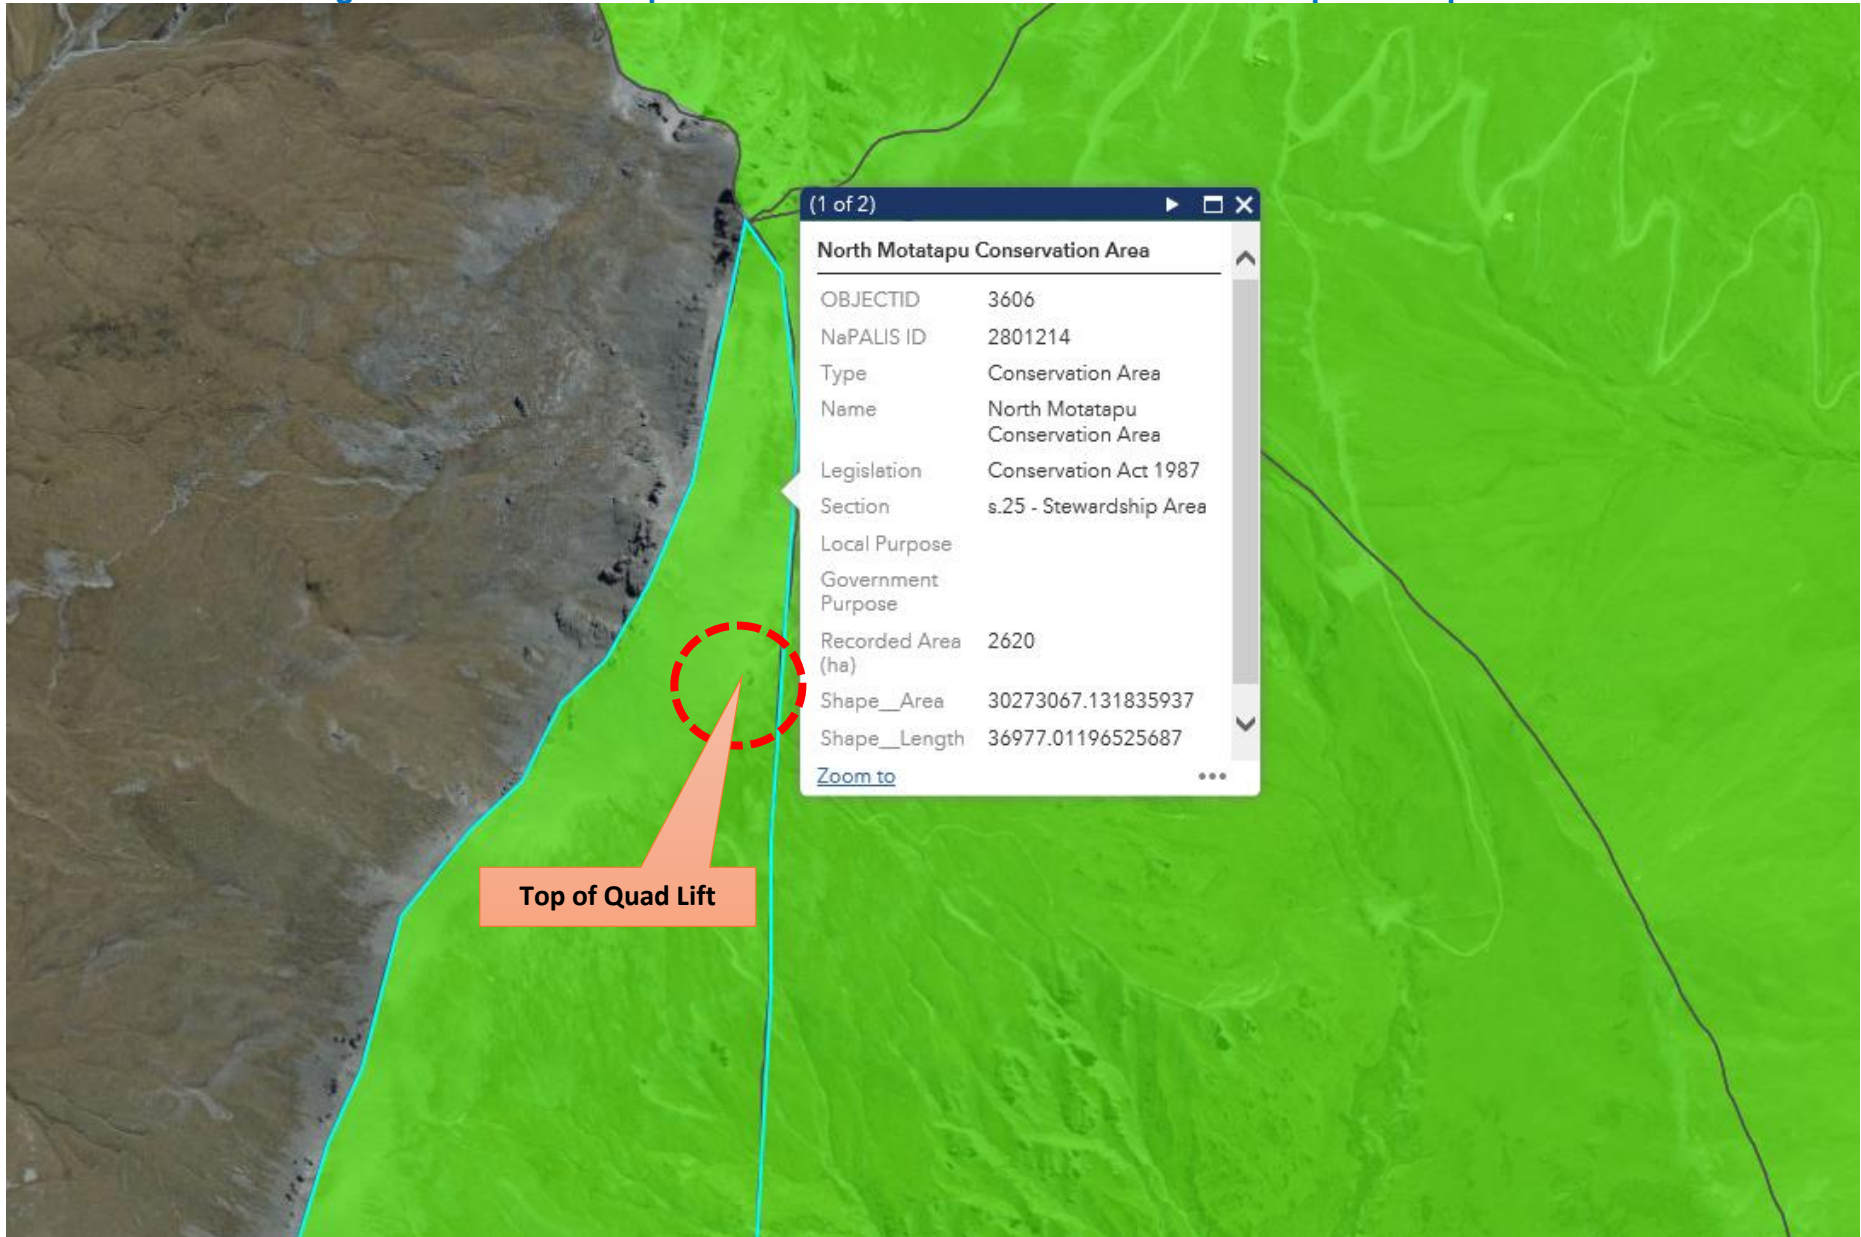 (1 of 2)
North Motatapu Conservation Area
OBJECTID 3606
NaPALIS ID 2801214
Type Conservation Area
Name North Motatapu
Conservation Area
Legislation Conservation Act 1987
Section s.25 - Stewardship Area
Local Purpose
Government
Purpose
Recorded Area 2620
(ha)
Shape__Area 30273067.131835937
Shape__Length 36977.01196525687
Zoom to
Top of Quad Lift